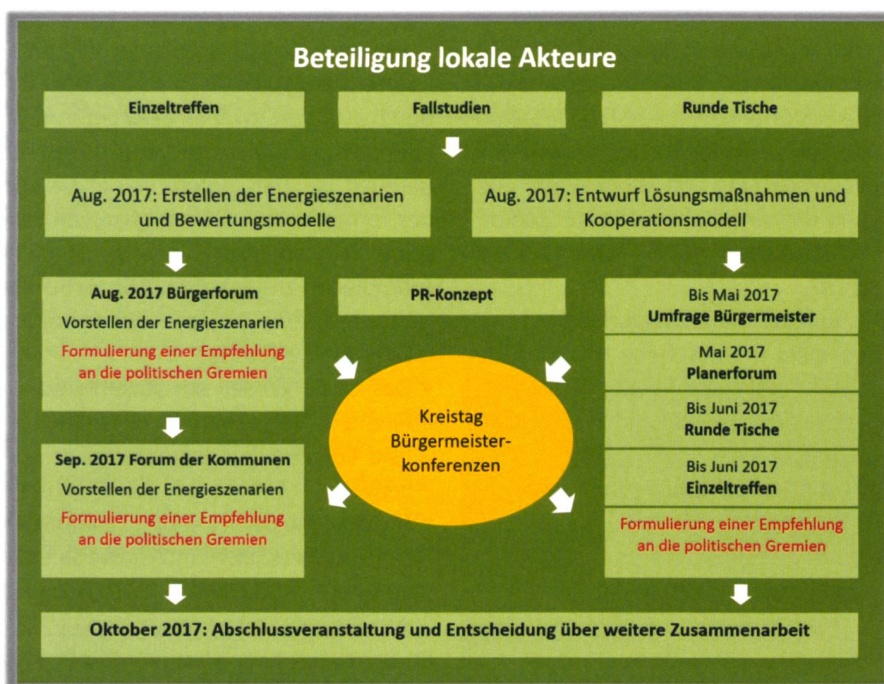 Beteiligung lokale Akteure
Einzeltreffen
Fallstudien
Runde Tische
Aug. 2017: Erstellen der Energieszenarien
und Bewertungsmodelle
Aug. 2017: Entwurf Lösungsmaßnahmen und
Kooperationsmodell
Aug. 2017 Bürgerforum
Vorstellen der Energieszenarien
Formulierung einer Empfehlung
an die politischen Gremien
Sep. 2017 Forum der Kommunen
Vorstellen der Energieszenarien
Formulierung einer Empfehlung
an die politischen Gremien
PR-Konzept
Kreistag
Bürgermeister-
konferenzen
Bis Mai 2017
Umfrage Bürgermeister
Mai 2017
Planerforum
Bis Juni 2017
Runde Tische
Bis Juni 2017
Einzeltreffen
Formulierung einer Empfehlung
an die politischen Gremien
Oktober 2017: Abschlussveranstaltung und Entscheidung über weitere Zusammenarbeit